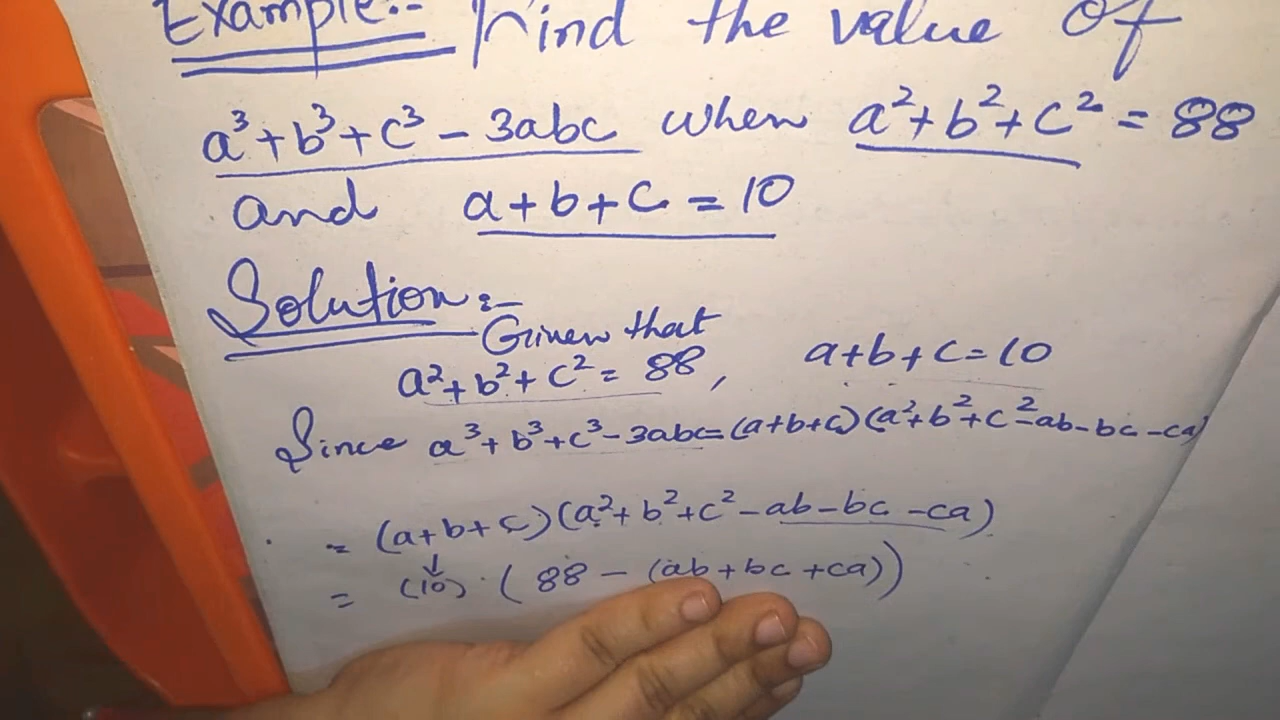 Example:- Find the value of
a³+b³+c³-3abc when a²+b²+c²=88
and a+b+c=10
Solution:-
Given that
a²+b²+c²=88, a+b+c=10
Since a³+b³+c³-3abc=(a+b+c)(a²+b²+c²-ab-bc-ca)
= (a+b+c)(a²+b²+c²-ab-bc-ca)
= (10).(88-(ab+bc+ca))